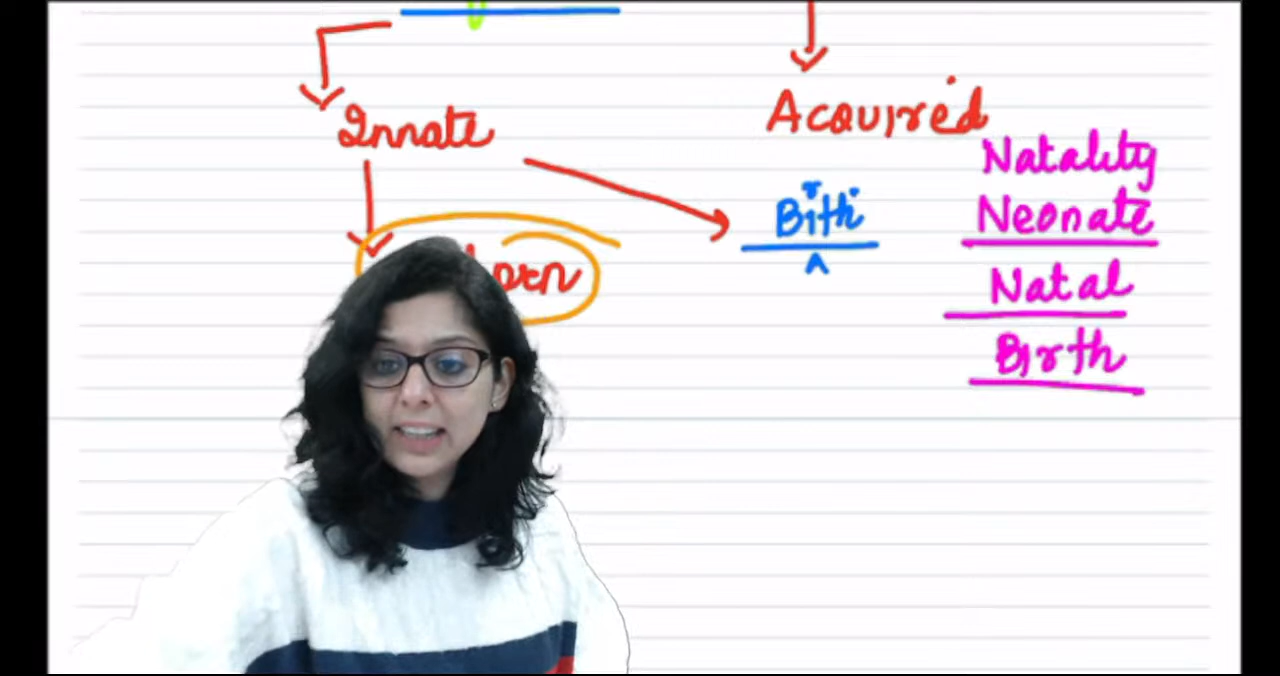 Innate
Acquired
Birth
Natality
Neonate
Natal
Birth